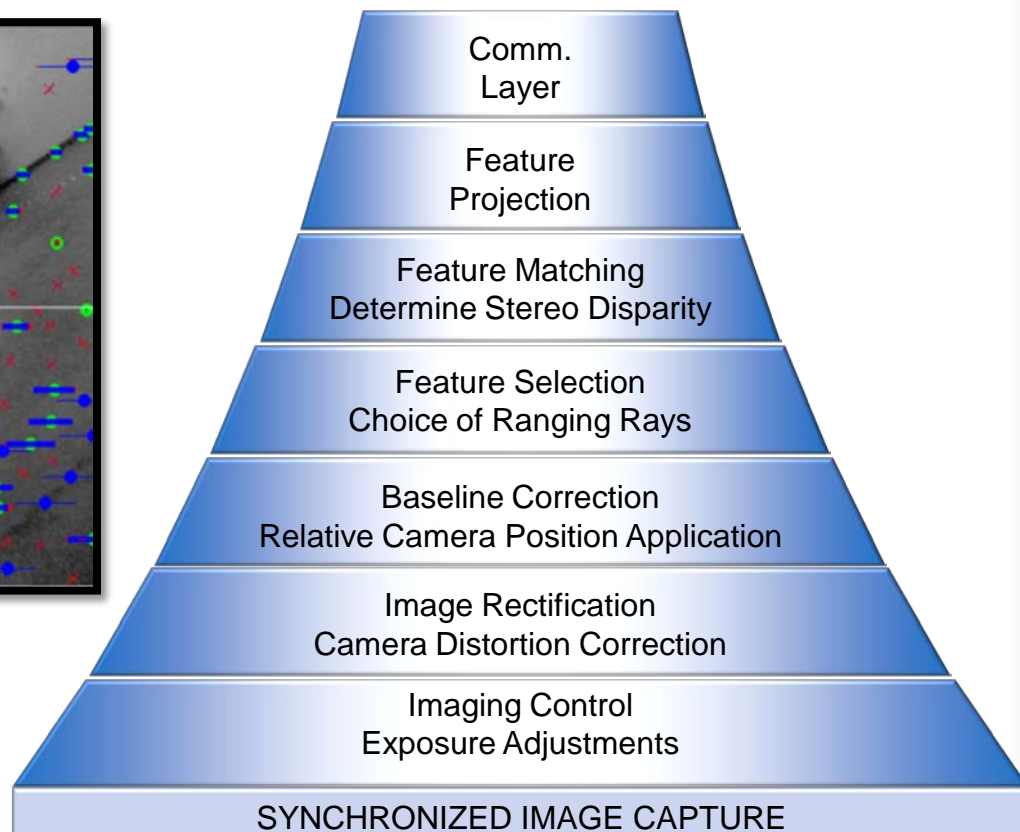 Comm.
Layer
Feature
Projection
Feature Matching
Determine Stereo Disparity
Feature Selection
Choice of Ranging Rays
Baseline Correction
Relative Camera Position Application
Image Rectification
Camera Distortion Correction
Imaging Control
Exposure Adjustments
SYNCHRONIZED IMAGE CAPTURE